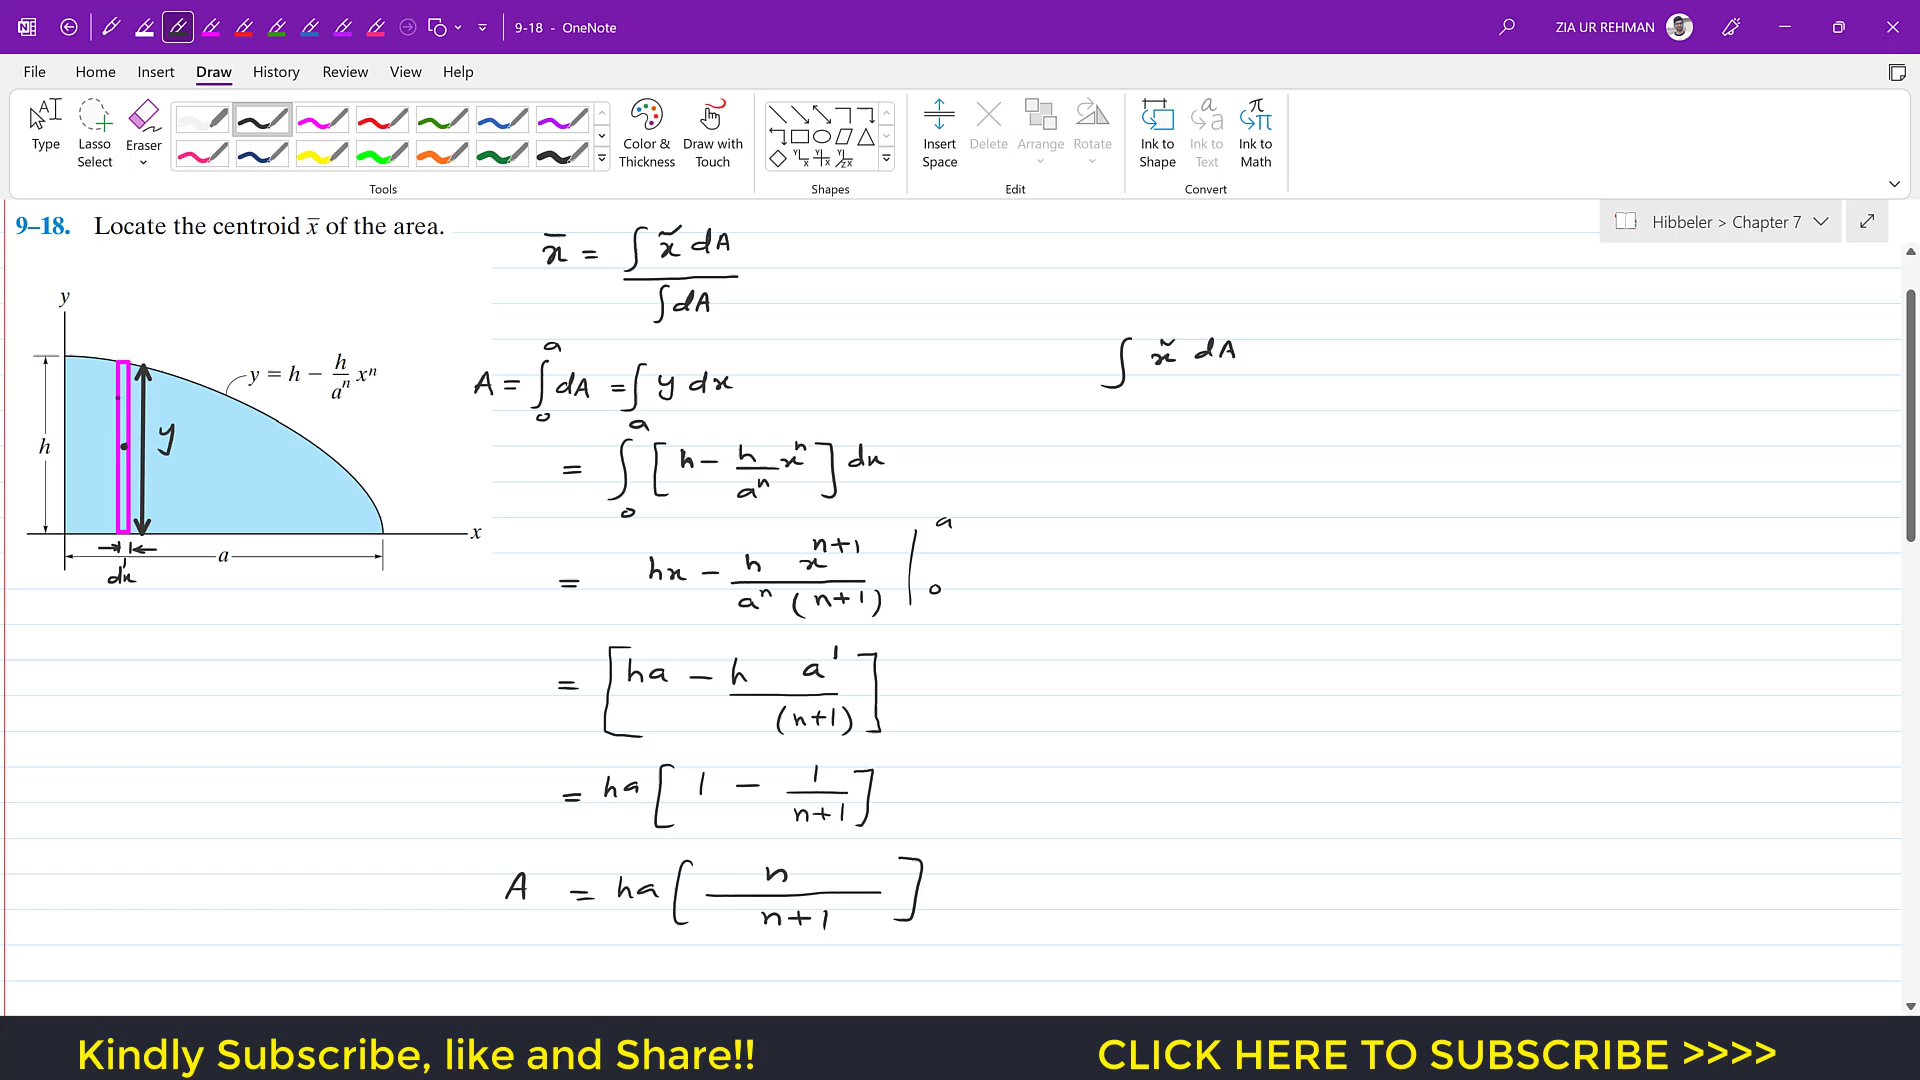 9-18 - OneNote
ZIA UR REHMAN
File Home Insert Draw History Review View Help
Type
Lasso Select
Eraser
Color & Thickness
Draw with Touch
Insert Space
Delete
Arrange
Rotate
Ink to Shape
Ink to Text
Ink to Math
Tools
Shapes
Edit
Convert
Hibbeler > Chapter 7
9–18. Locate the centroid x̄ of the area.
y
y = h − h/aⁿ xⁿ
h
y
x
a
dx
x̄ = ∫ x̃ dA / ∫ dA
A = ∫₀ᵃ dA = ∫ y dx
= ∫₀ᵃ [h − h/aⁿ xⁿ] dx
= hx − h xⁿ⁺¹ / aⁿ (n+1) |₀ᵃ
= [ha − h a¹ / (n+1)]
= ha [1 − 1/n+1]
A = ha [n / n+1]
∫ x̃ dA
Kindly Subscribe, like and Share!!
CLICK HERE TO SUBSCRIBE >>>>